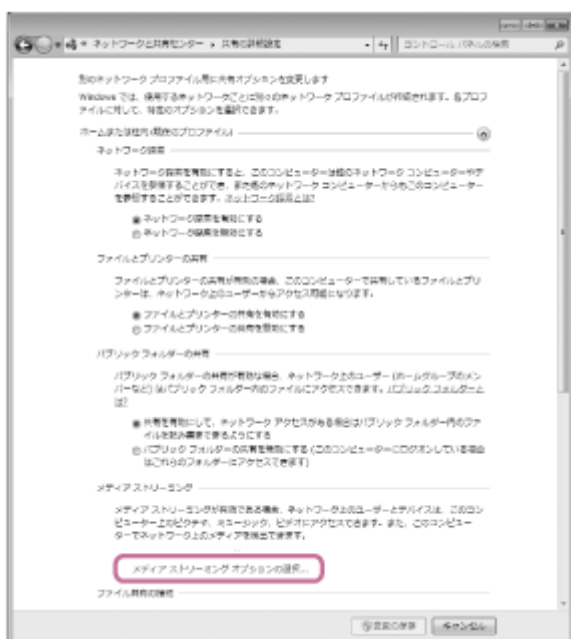 ネットワークと共有センター ▸ 共有の詳細設定
コントロール パネルの検索
別のネットワーク プロファイル用に共有オプションを変更します
Windows では、使用するネットワークごとに別々のネットワーク プロファイルが作成されます。各プロフ
ァイルに対して、特定のオプションを選択できます。
ホームまたは社内 (現在のプロファイル)
ネットワーク探索
ネットワーク探索を有効にすると、このコンピューターは他のネットワーク コンピューターやデ
バイスを参照することができ、また他のネットワーク コンピューターからもこのコンピューター
を参照することができます。ネットワーク探索とは?
ネットワーク探索を有効にする
ネットワーク探索を無効にする
ファイルとプリンターの共有
ファイルとプリンターの共有が有効の場合、このコンピューターで共有しているファイルとプリ
ンターは、ネットワーク上のユーザーからアクセス可能になります。
ファイルとプリンターの共有を有効にする
ファイルとプリンターの共有を無効にする
パブリック フォルダーの共有
パブリック フォルダーの共有が有効な場合、ネットワーク上のユーザー (ホームグループのメン
バーなど) はパブリック フォルダー内のファイルにアクセスできます。パブリック フォルダーと
は?
共有を有効にして、ネットワーク アクセスがある場合はパブリック フォルダー内のファ
イルを読み書きできるようにする
パブリック フォルダーの共有を無効にする (このコンピューターにログオンしている場合
はこれらのフォルダーにアクセスできます)
メディア ストリーミング
メディア ストリーミングが有効である場合、ネットワーク上のユーザーとデバイスは、このコン
ピューター上のピクチャ、ミュージック、ビデオにアクセスできます。また、このコンピュー
ターでネットワーク上のメディアを検出できます。
メディア ストリーミング オプションの選択...
ファイル共有の接続
変更の保存
キャンセル